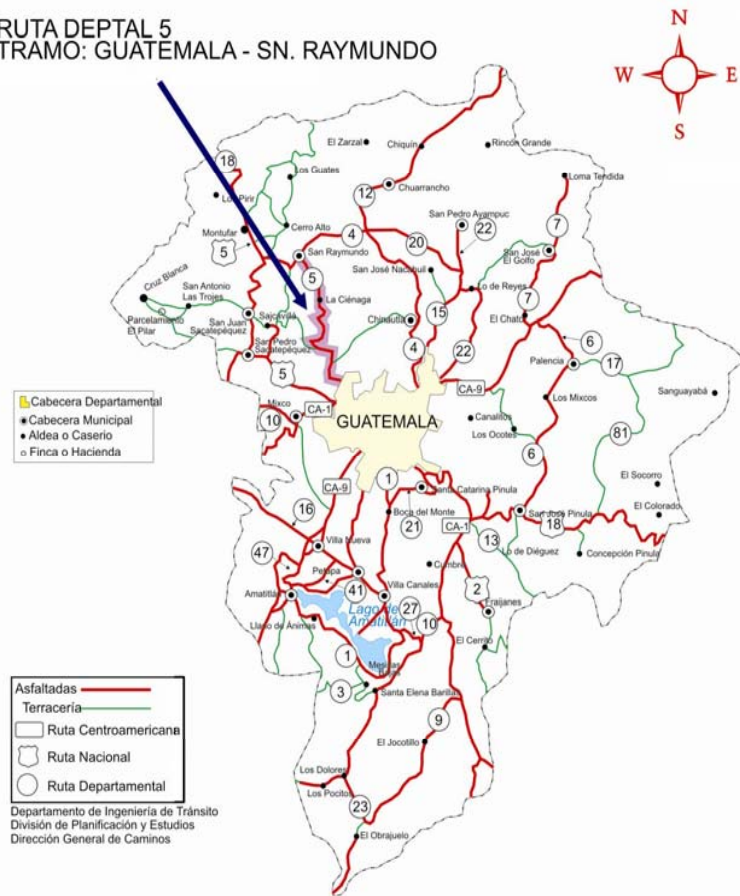 RUTA DEPTAL 5
TRAMO: GUATEMALA - SN. RAYMUNDO
N
W E
S
El Zarzal
Chiquín
Rincón Grande
18
Los Guates
Loma Tendida
Chuarrancho
12
San Pedro Ayampuc
22
7
Montufar
Cerro Alto
4
20
5
San Raymundo
San José Nacahuil
San José
El Golfo
5
Lo de Reyes
Cruz Blanca
San Antonio
Las Trojes
La Ciénaga
7
15
Parcelamiento
El Pilar
San Juan
Sacatepéquez
Sajcavillá
Chinautla
El Chato
San Pedro
Sacatepéquez
4
22
6
Palencia
17
5
CA-9
Sanguayabá
Cabecera Departamental
Cabecera Municipal
Aldea o Caserio
Finca o Hacienda
Mixco
CA-1
10
GUATEMALA
Canalitos
Los Mixcos
Los Ocotes
81
6
El Socorro
CA-9
1
Santa Catarina Pinula
El Colorado
16
Boca del Monte
21
CA-1
San José Pinula
18
13
Lo de Diéguez
Concepción Pinula
Villa Nueva
47
Petapa
Cumbre
41
Villa Canales
2
Amatitlán
Lago de
Amatitlán
27
10
Fraijanes
Llano de Ánimas
El Cerrito
1
Mesillas
Bajas
3
Santa Elena Barillas
Asfaltadas
Terracería
Ruta Centroamericana
Ruta Nacional
Ruta Departamental
9
El Jocotillo
Los Dolores
Los Pocitos
23
El Obrajuelo
Departamento de Ingeniería de Tránsito
División de Planificación y Estudios
Dirección General de Caminos